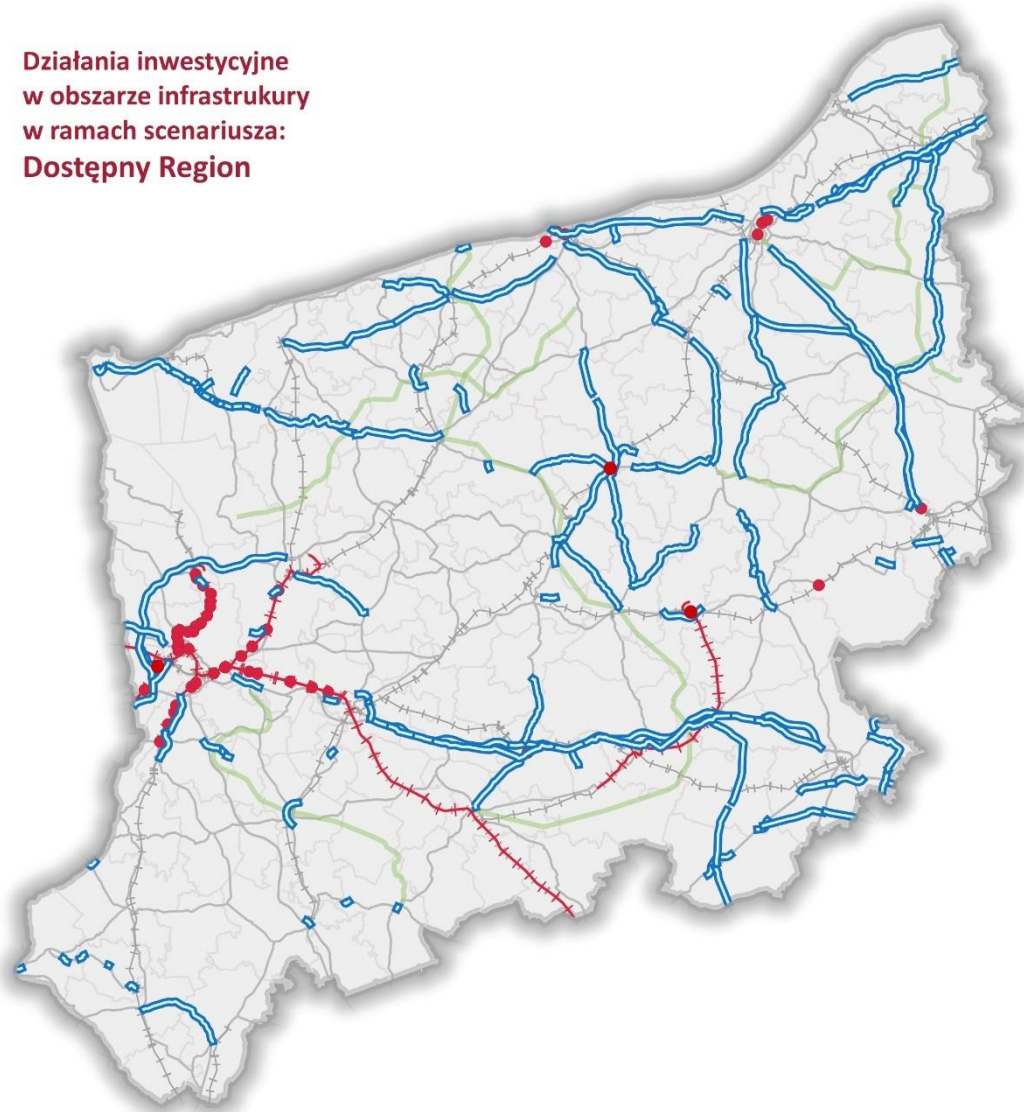 Działania inwestycyjne
w obszarze infrastrukury
w ramach scenariusza:
Dostępny Region